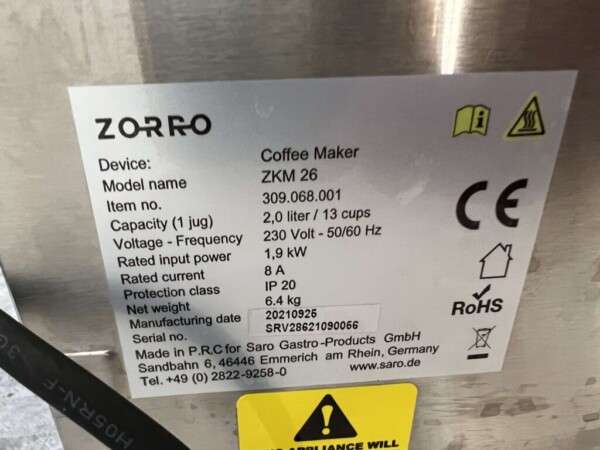 ZORRO
Device: Coffee Maker
Model name ZKM 26
Item no. 309.068.001
Capacity (1 jug) 2,0 liter / 13 cups
Voltage - Frequency 230 Volt - 50/60 Hz
Rated input power 1,9 kW
Rated current 8 A
Protection class IP 20
Net weight 6.4 kg
Manufacturing date 20210925
Serial no. SRV28621090056
Made in P.R.C for Saro Gastro-Products GmbH
Sandbahn 6, 46446 Emmerich am Rhein, Germany
Tel. +49 (0) 2822-9258-0 www.saro.de
CE
RoHS
H05RN-F
APPLIANCE WILL